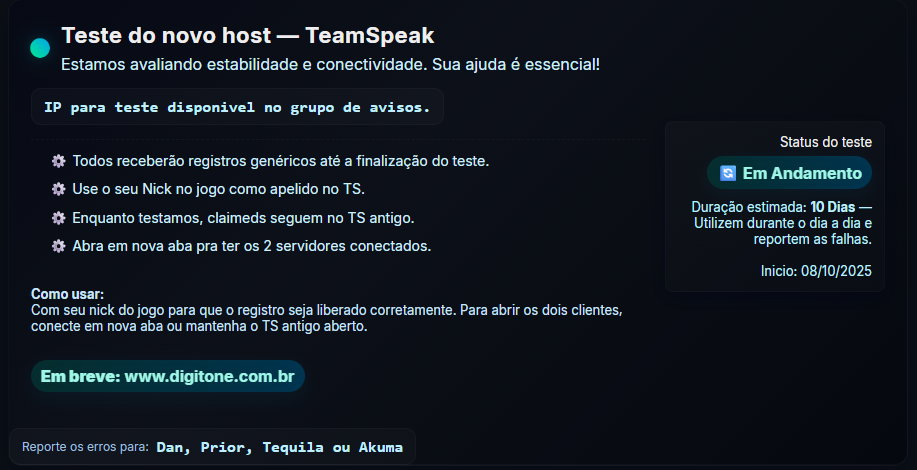 Teste do novo host — TeamSpeak
Estamos avaliando estabilidade e conectividade. Sua ajuda é essencial!
IP para teste disponivel no grupo de avisos.
Todos receberão registros genéricos até a finalização do teste.
Use o seu Nick no jogo como apelido no TS.
Enquanto testamos, claimeds seguem no TS antigo.
Abra em nova aba pra ter os 2 servidores conectados.
Status do teste
Em Andamento
Duração estimada: 10 Dias —
Utilizem durante o dia a dia e
reportem as falhas.
Inicio: 08/10/2025
Como usar:
Com seu nick do jogo para que o registro seja liberado corretamente. Para abrir os dois clientes,
conecte em nova aba ou mantenha o TS antigo aberto.
Em breve: www.digitone.com.br
Reporte os erros para: Dan, Prior, Tequila ou Akuma